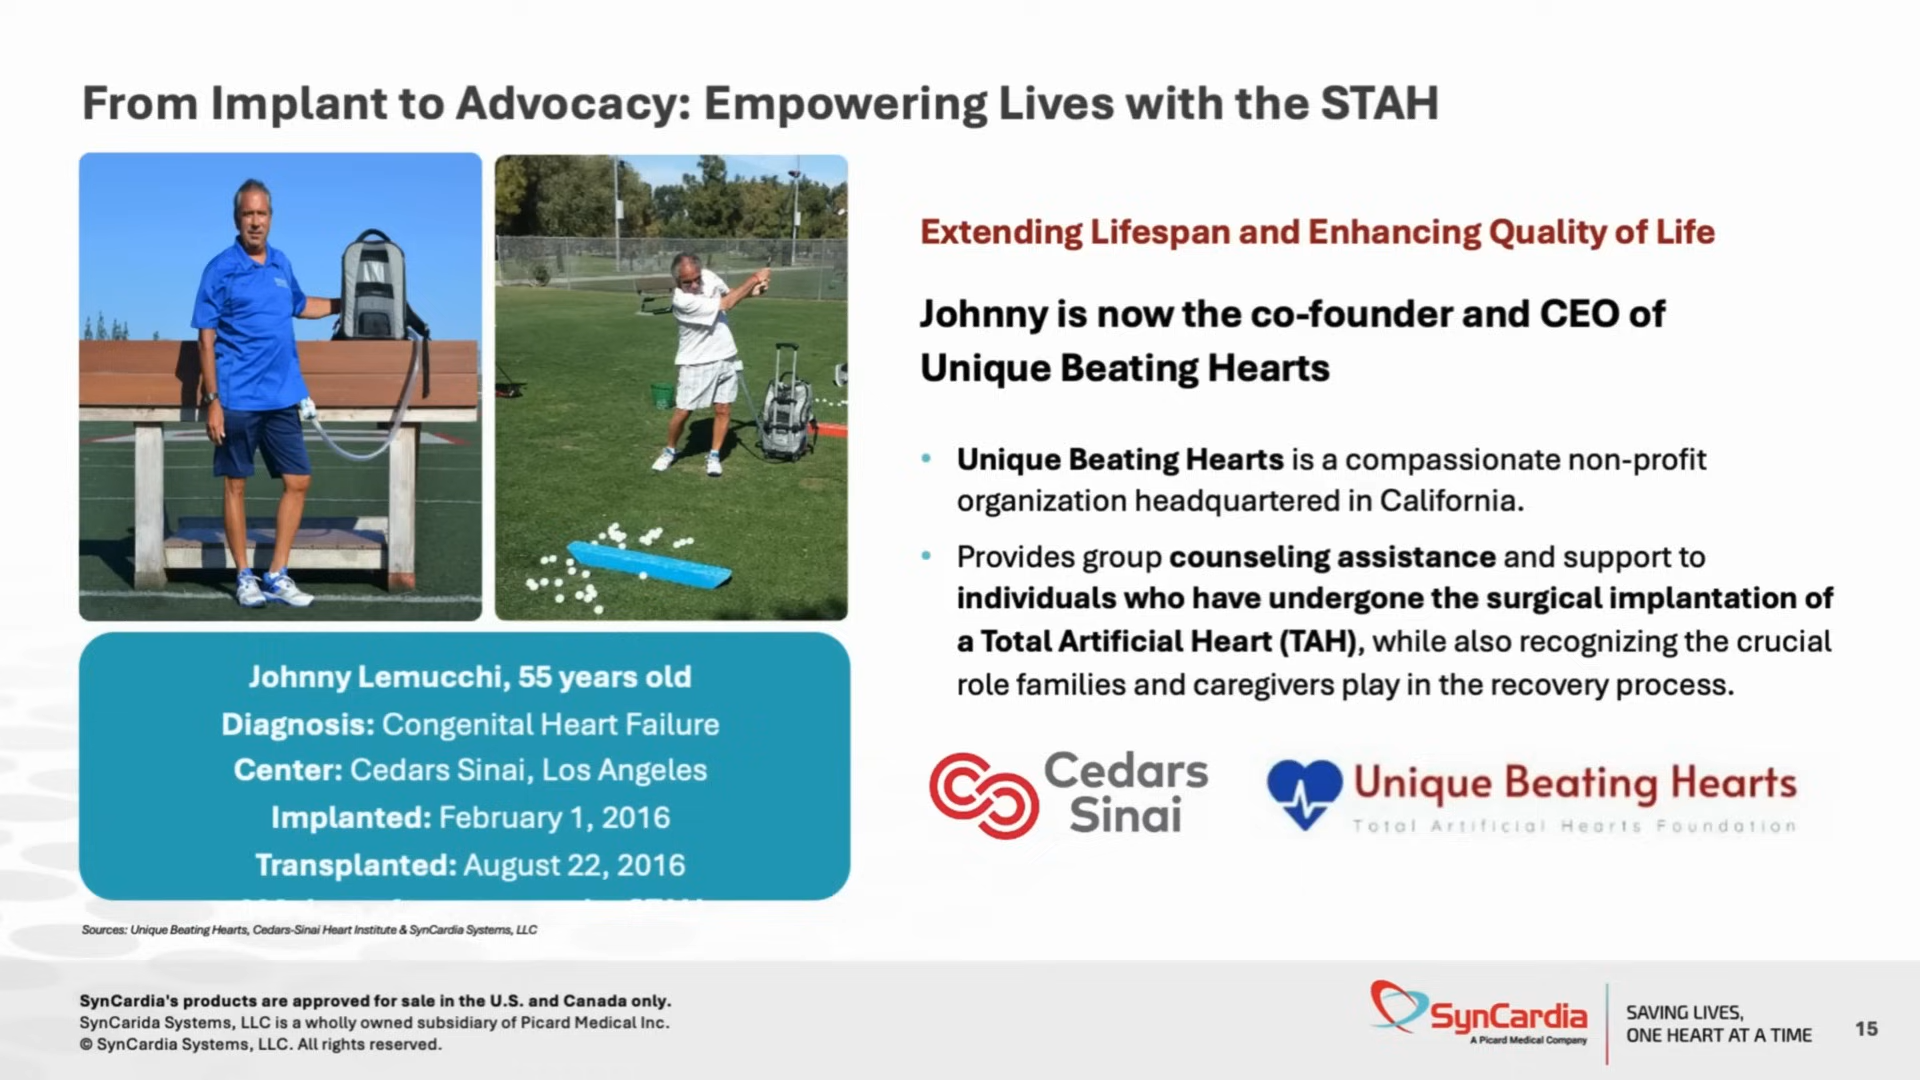 From Implant to Advocacy: Empowering Lives with the STAH
Extending Lifespan and Enhancing Quality of Life
Johnny is now the co-founder and CEO of
Unique Beating Hearts
• Unique Beating Hearts is a compassionate non-profit
organization headquartered in California.
• Provides group counseling assistance and support to
individuals who have undergone the surgical implantation of
a Total Artificial Heart (TAH), while also recognizing the crucial
role families and caregivers play in the recovery process.
Johnny Lemucchi, 55 years old
Diagnosis: Congenital Heart Failure
Center: Cedars Sinai, Los Angeles
Implanted: February 1, 2016
Transplanted: August 22, 2016
Cedars
Sinai
Unique Beating Hearts
Total Artificial Hearts Foundation
Sources: Unique Beating Hearts, Cedars-Sinai Heart Institute & SynCardia Systems, LLC
SynCardia's products are approved for sale in the U.S. and Canada only.
SynCarida Systems, LLC is a wholly owned subsidiary of Picard Medical Inc.
© SynCardia Systems, LLC. All rights reserved.
SynCardia
A Picard Medical Company
SAVING LIVES,
ONE HEART AT A TIME
15